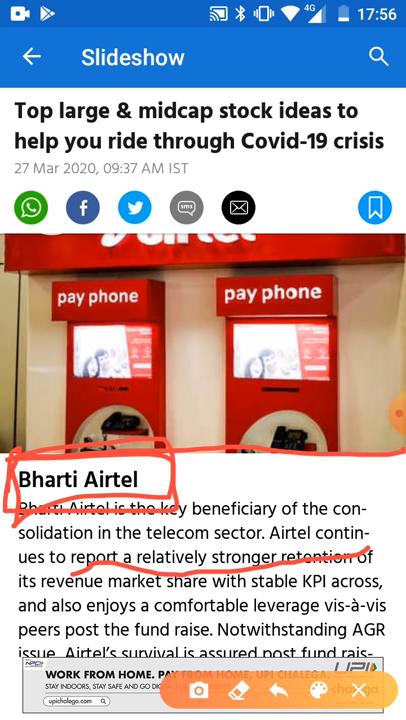 4G 17:56
Slideshow
Top large & midcap stock ideas to
help you ride through Covid-19 crisis
27 Mar 2020, 09:37 AM IST
sms
airtel
pay phone
pay phone
Bharti Airtel
Bharti Airtel is the key beneficiary of the con-
solidation in the telecom sector. Airtel contin-
ues to report a relatively stronger retention of
its revenue market share with stable KPI across,
and also enjoys a comfortable leverage vis-à-vis
peers post the fund raise. Notwithstanding AGR
issue, Airtel's survival is assured post fund rais-
NPCI
WORK FROM HOME. PAY FROM HOME. UPI CHALEGA.
STAY INDOORS, STAY SAFE AND GO
UPI
chalega
upichalega.com